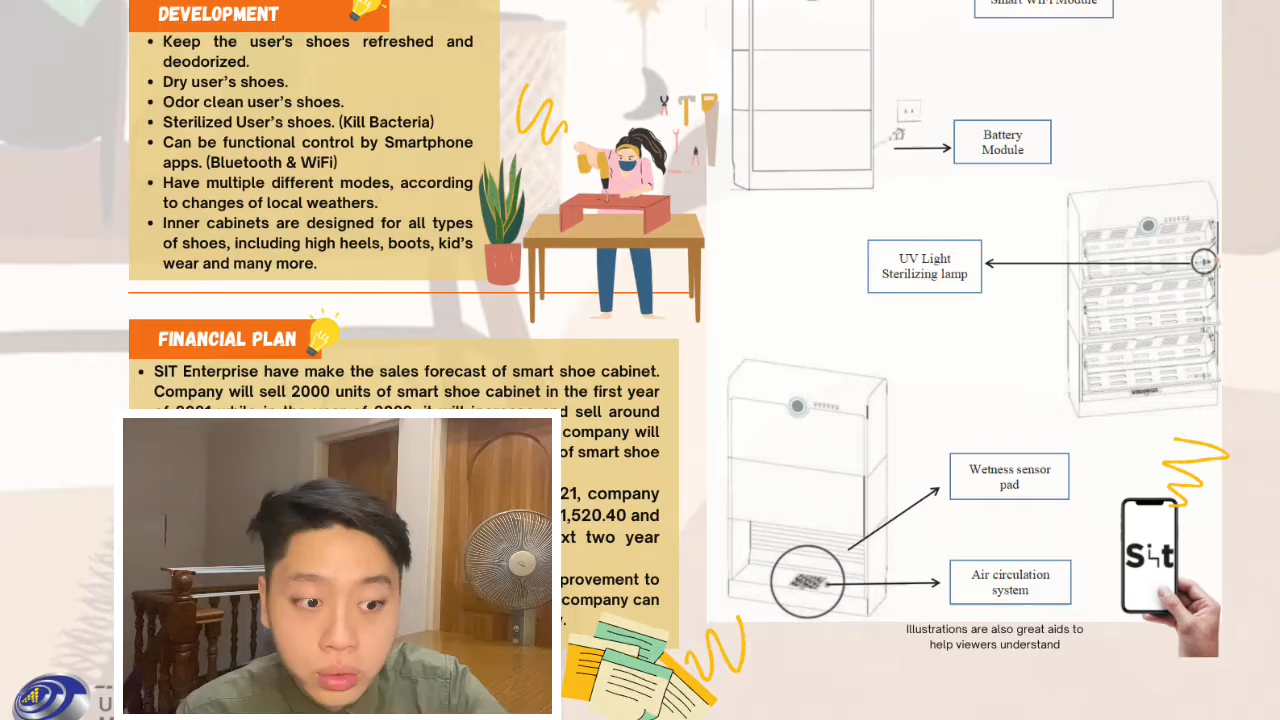 DEVELOPMENT
• Keep the user's shoes refreshed and
deodorized.
• Dry user's shoes.
• Odor clean user's shoes.
• Sterilized User's shoes. (Kill Bacteria)
• Can be functional control by Smartphone
apps. (Bluetooth & WiFi)
• Have multiple different modes, according
to changes of local weathers.
• Inner cabinets are designed for all types
of shoes, including high heels, boots, kid's
wear and many more.
FINANCIAL PLAN
• SIT Enterprise have make the sales forecast of smart shoe cabinet.
Company will sell 2000 units of smart shoe cabinet in the first year
sell around
company will
of smart shoe
21, company
1,520.40 and
xt two year
provement to
company can
Smart WiFi Module
Battery
Module
UV Light
Sterilizing lamp
Wetness sensor
pad
Air circulation
system
Sit
Illustrations are also great aids to
help viewers understand